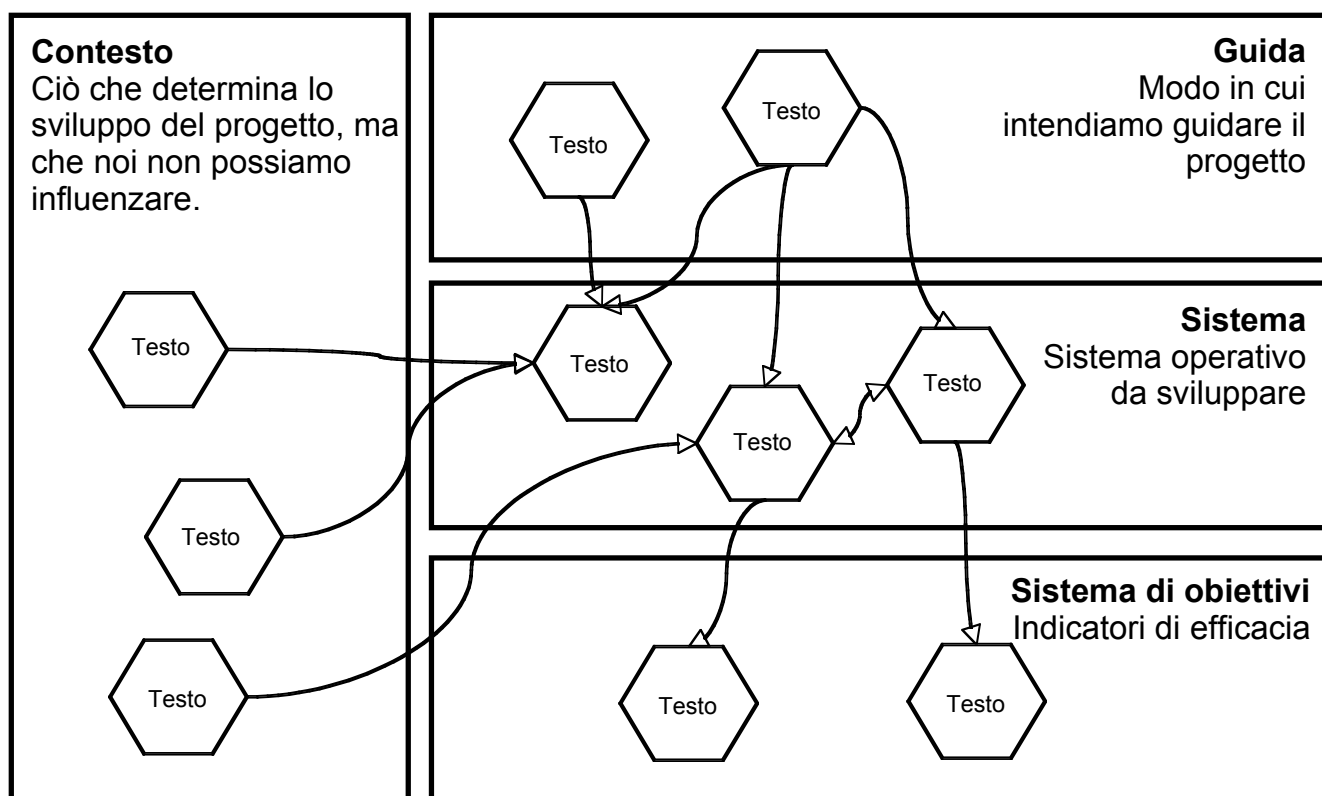 Contesto
Ciò che determina lo
sviluppo del progetto, ma
che noi non possiamo
influenzare.
Testo
Testo
Testo
Guida
Modo in cui
intendiamo guidare il
progetto
Testo
Testo
Sistema
Sistema operativo
da sviluppare
Testo
Testo
Testo
Sistema di obiettivi
Indicatori di efficacia
Testo
Testo